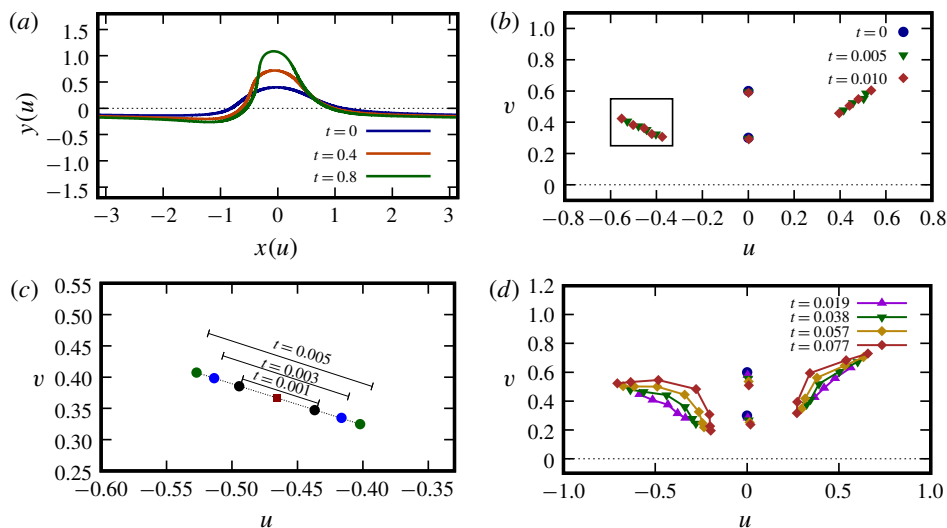 (a)
1.5
1.0
0.5
0
−0.5
−1.0
−1.5
y(u)
t=0
t=0.4
t=0.8
−3 −2 −1 0 1 2 3
x(u)
(b)
1.0
0.8
0.6
0.4
0.2
0
v
t=0
t=0.005
t=0.010
−0.8 −0.6 −0.4 −0.2 0 0.2 0.4 0.6 0.8
u
(c)
0.55
0.50
0.45
0.40
0.35
0.30
0.25
v
t=0.005
t=0.003
t=0.001
−0.60 −0.55 −0.50 −0.45 −0.40 −0.35
u
(d)
1.2
1.0
0.8
0.6
0.4
0.2
0
v
t=0.019
t=0.038
t=0.057
t=0.077
−1.0 −0.5 0 0.5 1.0
u